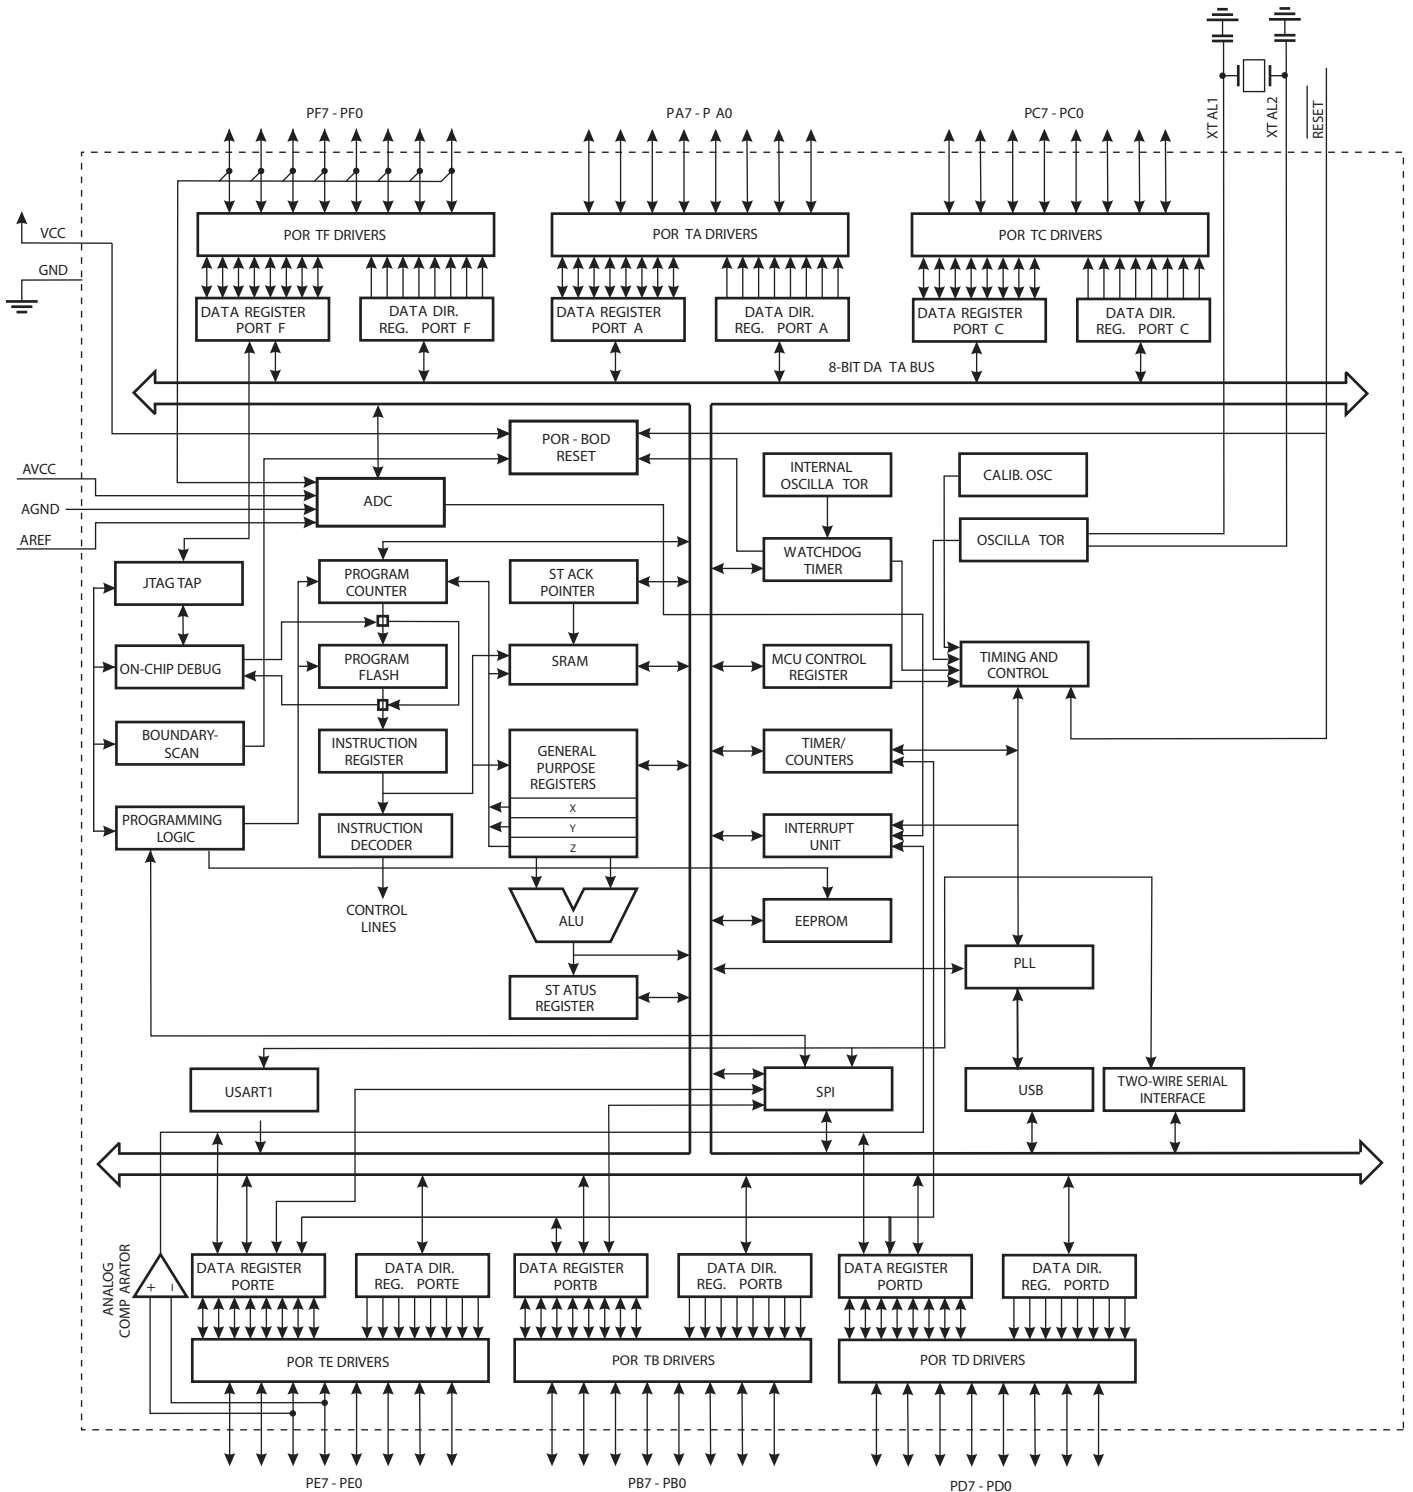 XT AL1
XT AL2
RESET
PF7 - PF0
PA7 - P A0
PC7 - PC0
VCC
GND
POR TF DRIVERS
POR TA DRIVERS
POR TC DRIVERS
DATA REGISTER
PORT F
DATA DIR.
REG. PORT F
DATA REGISTER
PORT A
DATA DIR.
REG. PORT A
DATA REGISTER
PORT C
DATA DIR.
REG. PORT C
8-BIT DA TA BUS
POR - BOD
RESET
AVCC
AGND
AREF
ADC
INTERNAL
OSCILLA TOR
CALIB. OSC
OSCILLA TOR
WATCHDOG
TIMER
JTAG TAP
PROGRAM
COUNTER
ST ACK
POINTER
ON-CHIP DEBUG
PROGRAM
FLASH
SRAM
MCU CONTROL
REGISTER
TIMING AND
CONTROL
BOUNDARY-
SCAN
INSTRUCTION
REGISTER
GENERAL
PURPOSE
REGISTERS
X
Y
Z
TIMER/
COUNTERS
PROGRAMMING
LOGIC
INSTRUCTION
DECODER
INTERRUPT
UNIT
CONTROL
LINES
ALU
EEPROM
PLL
ST ATUS
REGISTER
USART1
SPI
USB
TWO-WIRE SERIAL
INTERFACE
ANALOG
COMP ARATOR
+
–
DATA REGISTER
PORTE
DATA DIR.
REG. PORTE
DATA REGISTER
PORTB
DATA DIR.
REG. PORTB
DATA REGISTER
PORTD
DATA DIR.
REG. PORTD
POR TE DRIVERS
POR TB DRIVERS
POR TD DRIVERS
PE7 - PE0
PB7 - PB0
PD7 - PD0